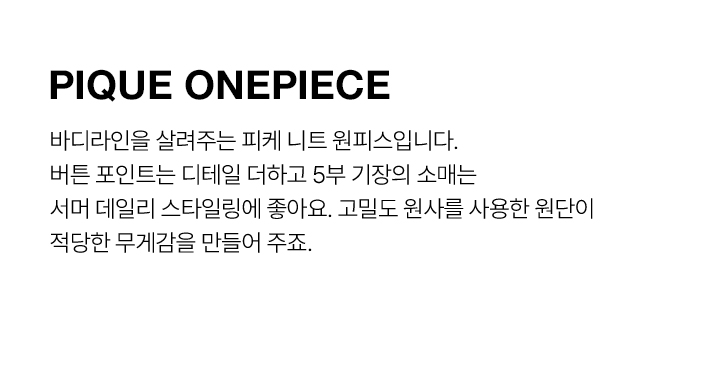 PIQUE ONEPIECE
바디라인을 살려주는 피케 니트 원피스입니다.
버튼 포인트는 디테일 더하고 5부 기장의 소매는
서머 데일리 스타일링에 좋아요. 고밀도 원사를 사용한 원단이
적당한 무게감을 만들어 주죠.